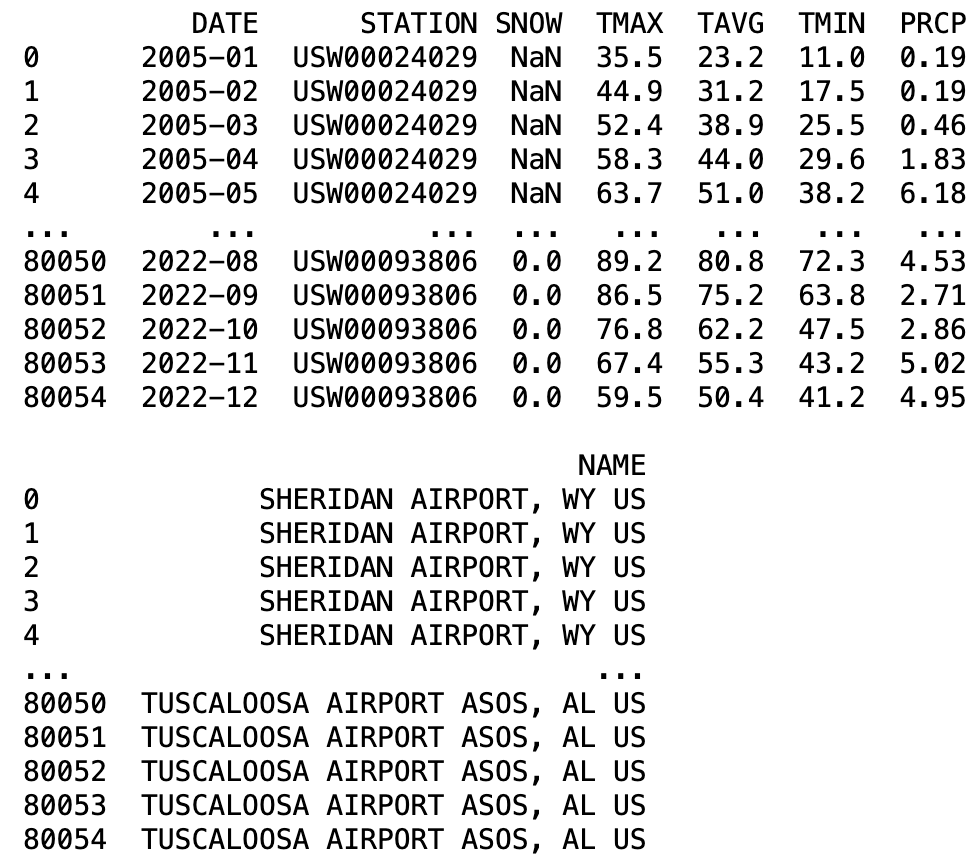 DATE STATION SNOW TMAX TAVG TMIN PRCP
0 2005-01 USW00024029 NaN 35.5 23.2 11.0 0.19
1 2005-02 USW00024029 NaN 44.9 31.2 17.5 0.19
2 2005-03 USW00024029 NaN 52.4 38.9 25.5 0.46
3 2005-04 USW00024029 NaN 58.3 44.0 29.6 1.83
4 2005-05 USW00024029 NaN 63.7 51.0 38.2 6.18
... ... ... ... ... ... ... ...
80050 2022-08 USW00093806 0.0 89.2 80.8 72.3 4.53
80051 2022-09 USW00093806 0.0 86.5 75.2 63.8 2.71
80052 2022-10 USW00093806 0.0 76.8 62.2 47.5 2.86
80053 2022-11 USW00093806 0.0 67.4 55.3 43.2 5.02
80054 2022-12 USW00093806 0.0 59.5 50.4 41.2 4.95
NAME
0 SHERIDAN AIRPORT, WY US
1 SHERIDAN AIRPORT, WY US
2 SHERIDAN AIRPORT, WY US
3 SHERIDAN AIRPORT, WY US
4 SHERIDAN AIRPORT, WY US
... ...
80050 TUSCALOOSA AIRPORT ASOS, AL US
80051 TUSCALOOSA AIRPORT ASOS, AL US
80052 TUSCALOOSA AIRPORT ASOS, AL US
80053 TUSCALOOSA AIRPORT ASOS, AL US
80054 TUSCALOOSA AIRPORT ASOS, AL US